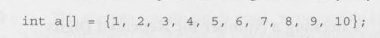 int a[] = {1, 2, 3, 4, 5, 6, 7, 8, 9, 10};